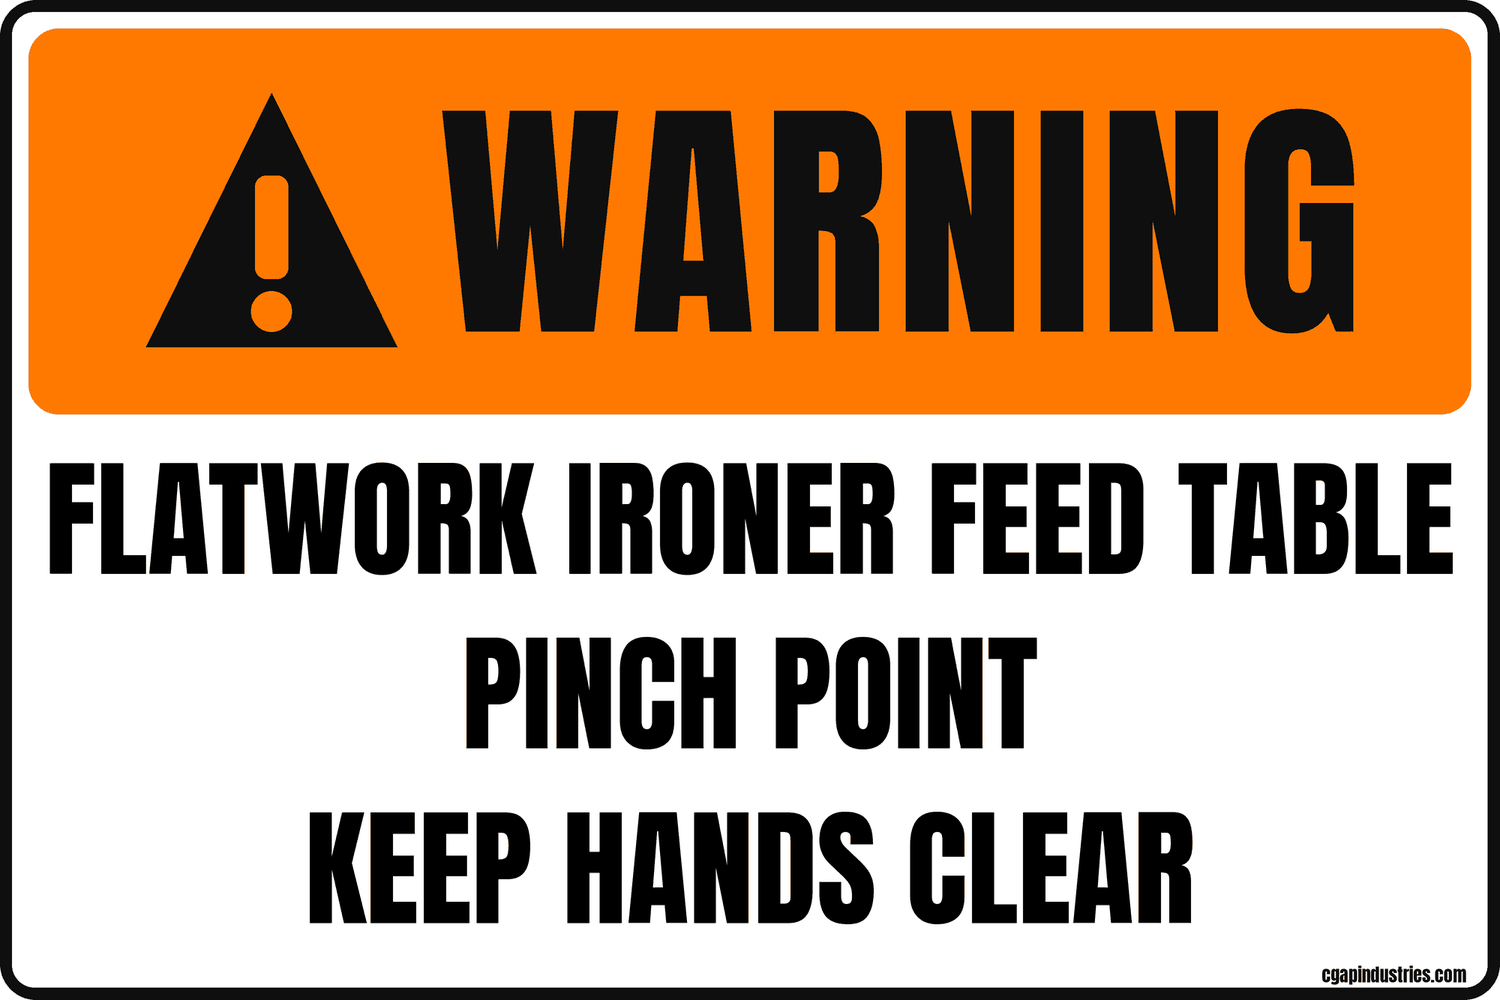 WARNING
FLATWORK IRONER FEED TABLE
PINCH POINT
KEEP HANDS CLEAR
cgapindustries.com